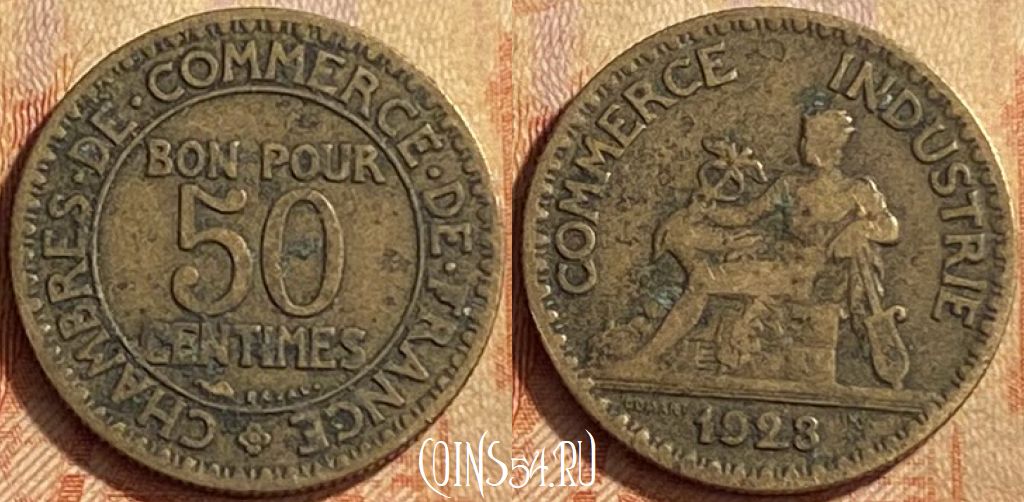 CHAMBRES · DE · COMMERCE · DE · FRANCE
BON POUR
50
CENTIMES
COMMERCE INDUSTRIE
1923
COINS54.RU